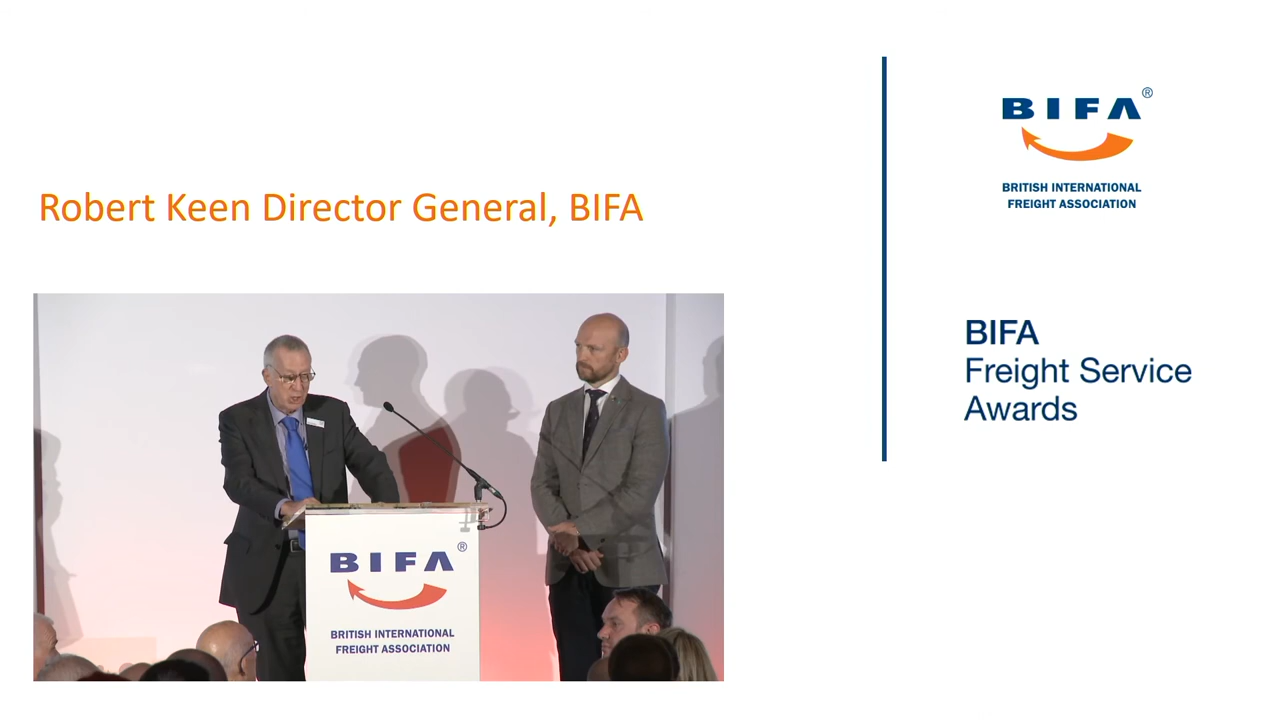 Robert Keen Director General, BIFA
BIFA®
BRITISH INTERNATIONAL
FREIGHT ASSOCIATION
BIFA
Freight Service
Awards
BIFA®
BRITISH INTERNATIONAL
FREIGHT ASSOCIATION